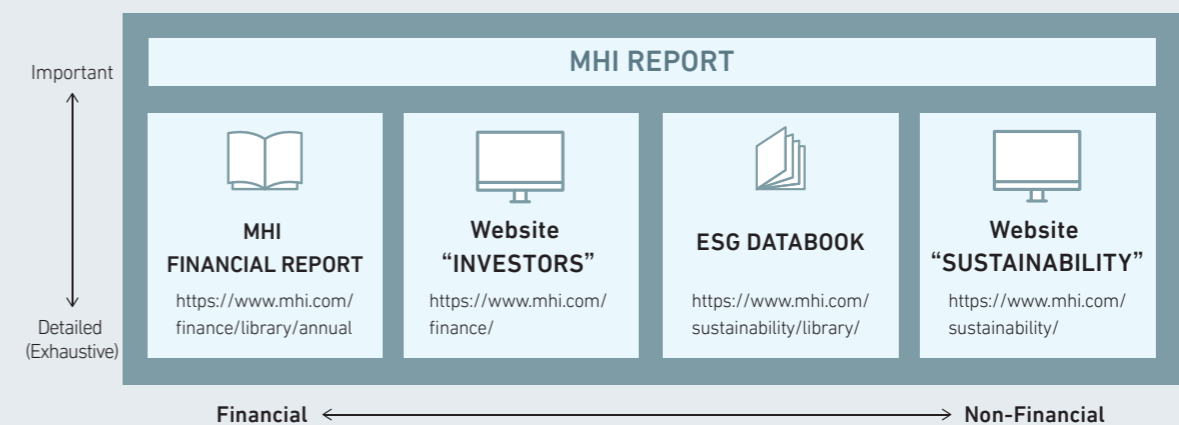 MHI REPORT
Important
Detailed
(Exhaustive)
MHI
FINANCIAL REPORT
https://www.mhi.com/
finance/library/annual
Website
“INVESTORS”
https://www.mhi.com/
finance/
ESG DATABOOK
https://www.mhi.com/
sustainability/library/
Website
“SUSTAINABILITY”
https://www.mhi.com/
sustainability/
Financial
Non-Financial